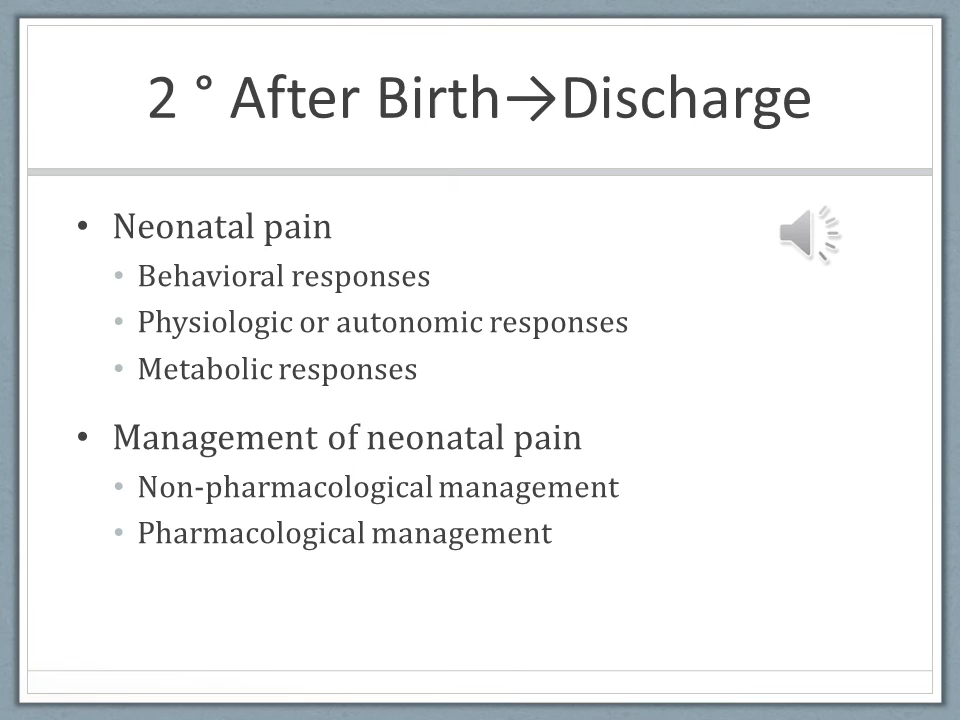 2 ° After Birth→Discharge
• Neonatal pain
• Behavioral responses
• Physiologic or autonomic responses
• Metabolic responses
• Management of neonatal pain
• Non-pharmacological management
• Pharmacological management